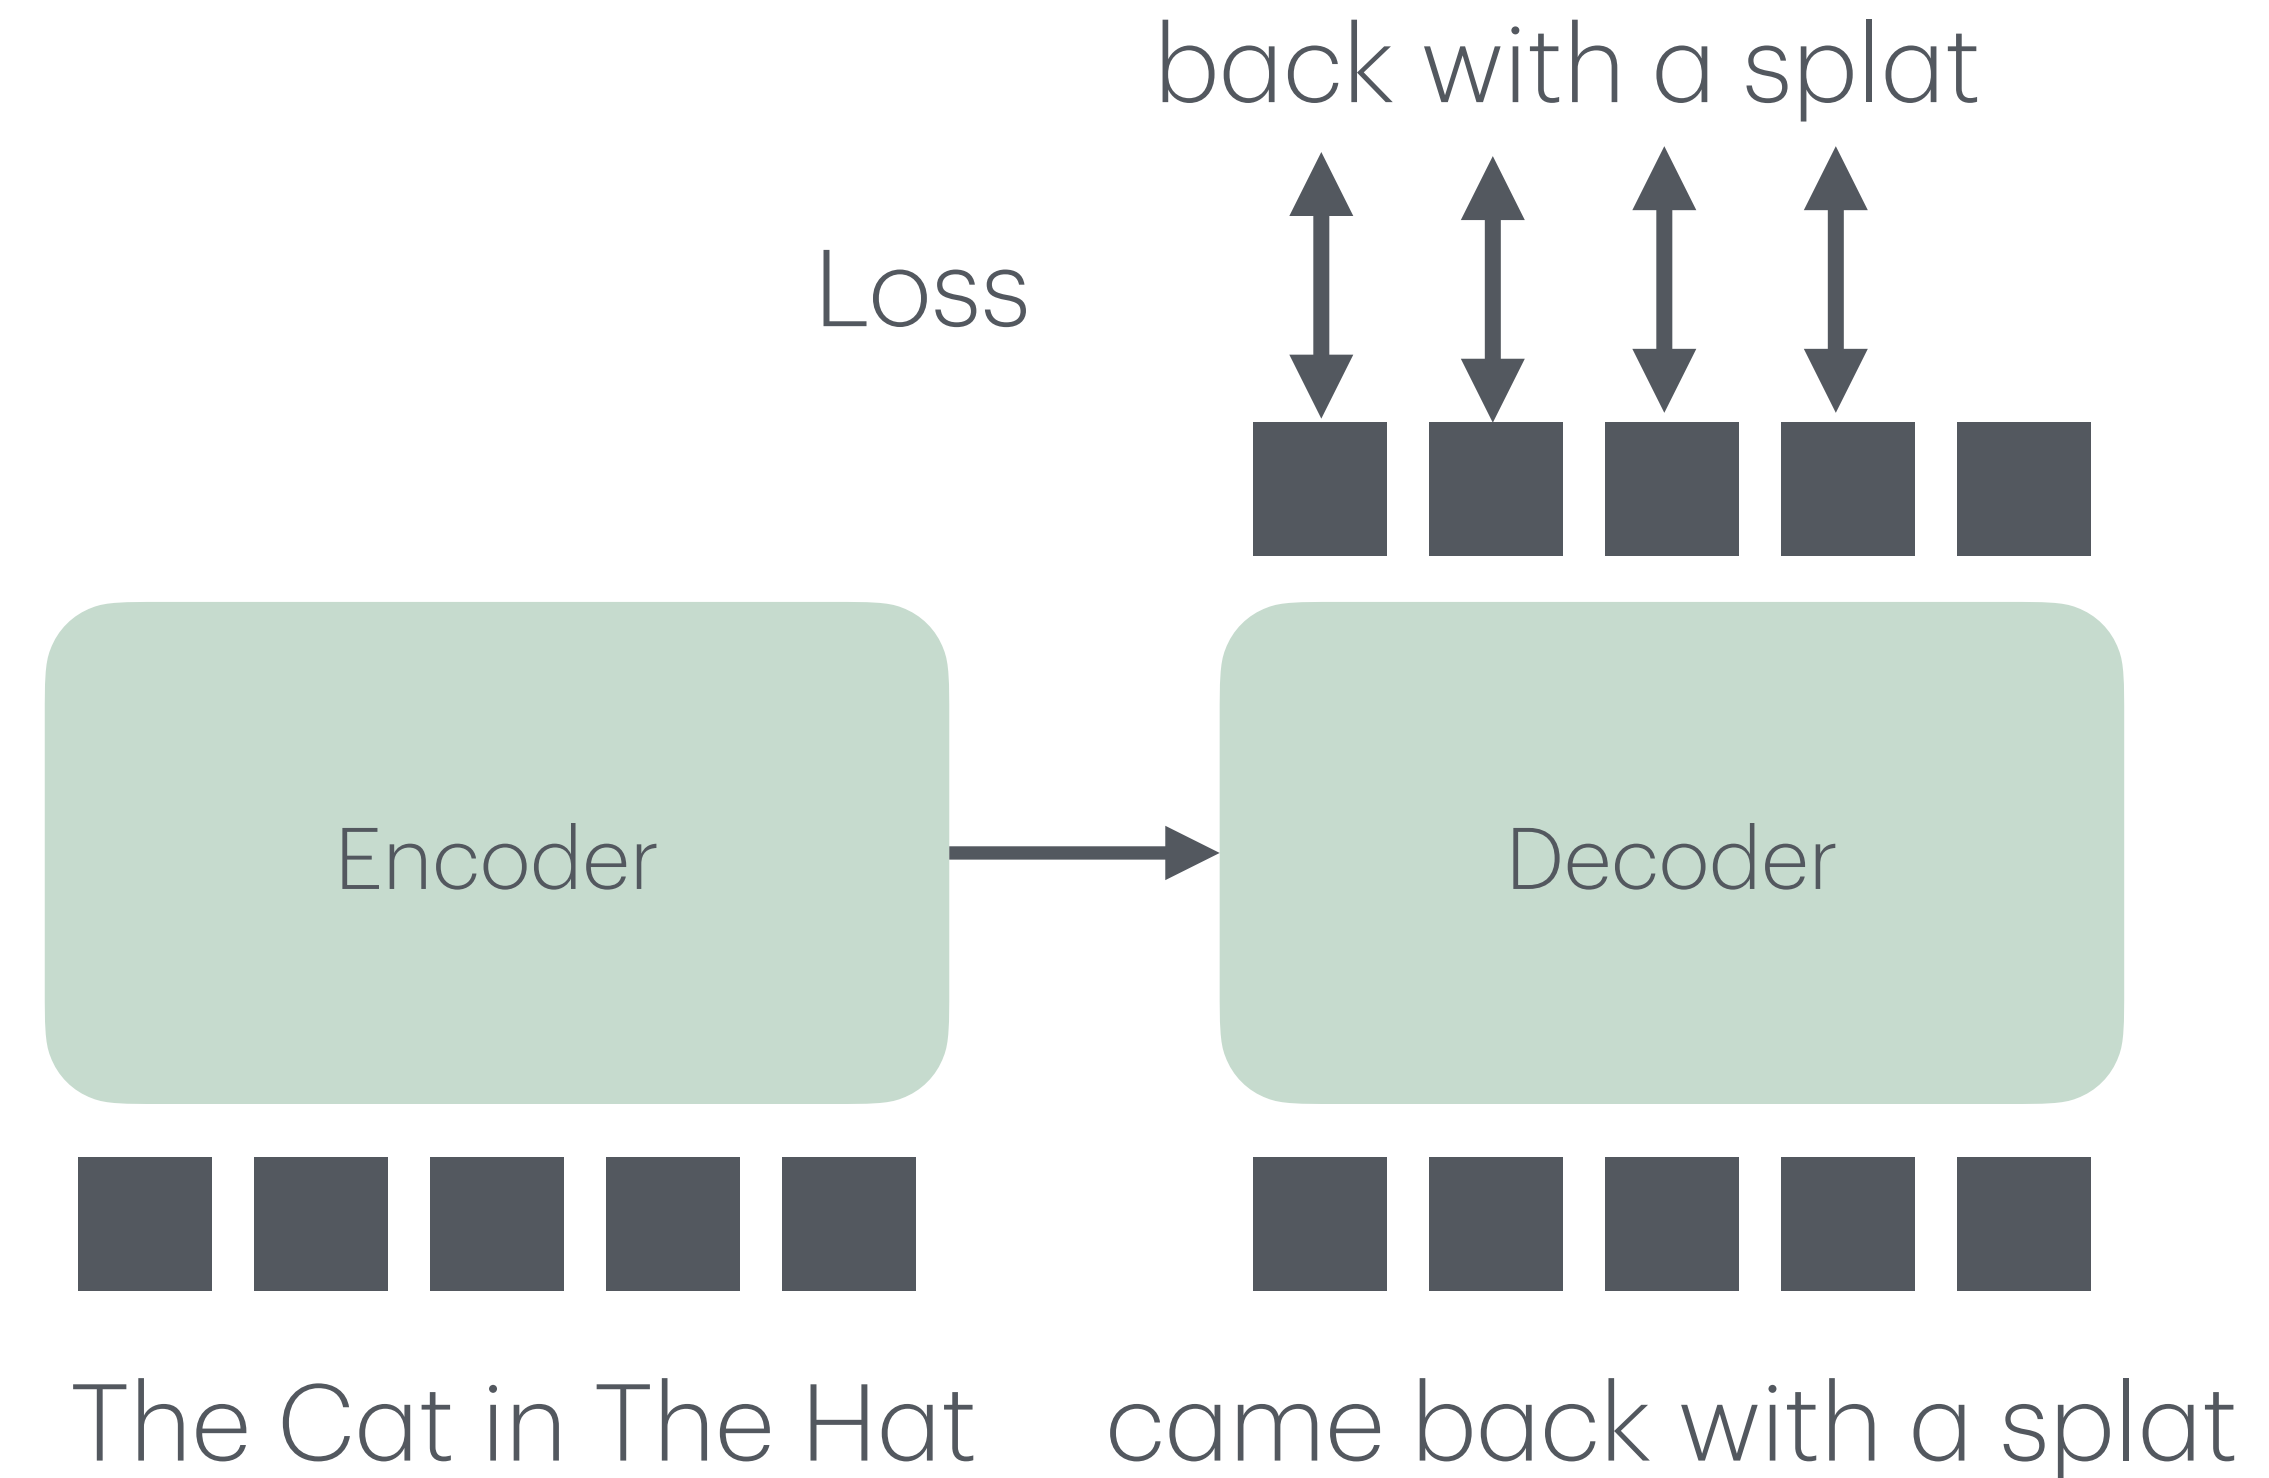 back with a splat
Loss
Encoder
Decoder
The Cat in The Hat
came back with a splat